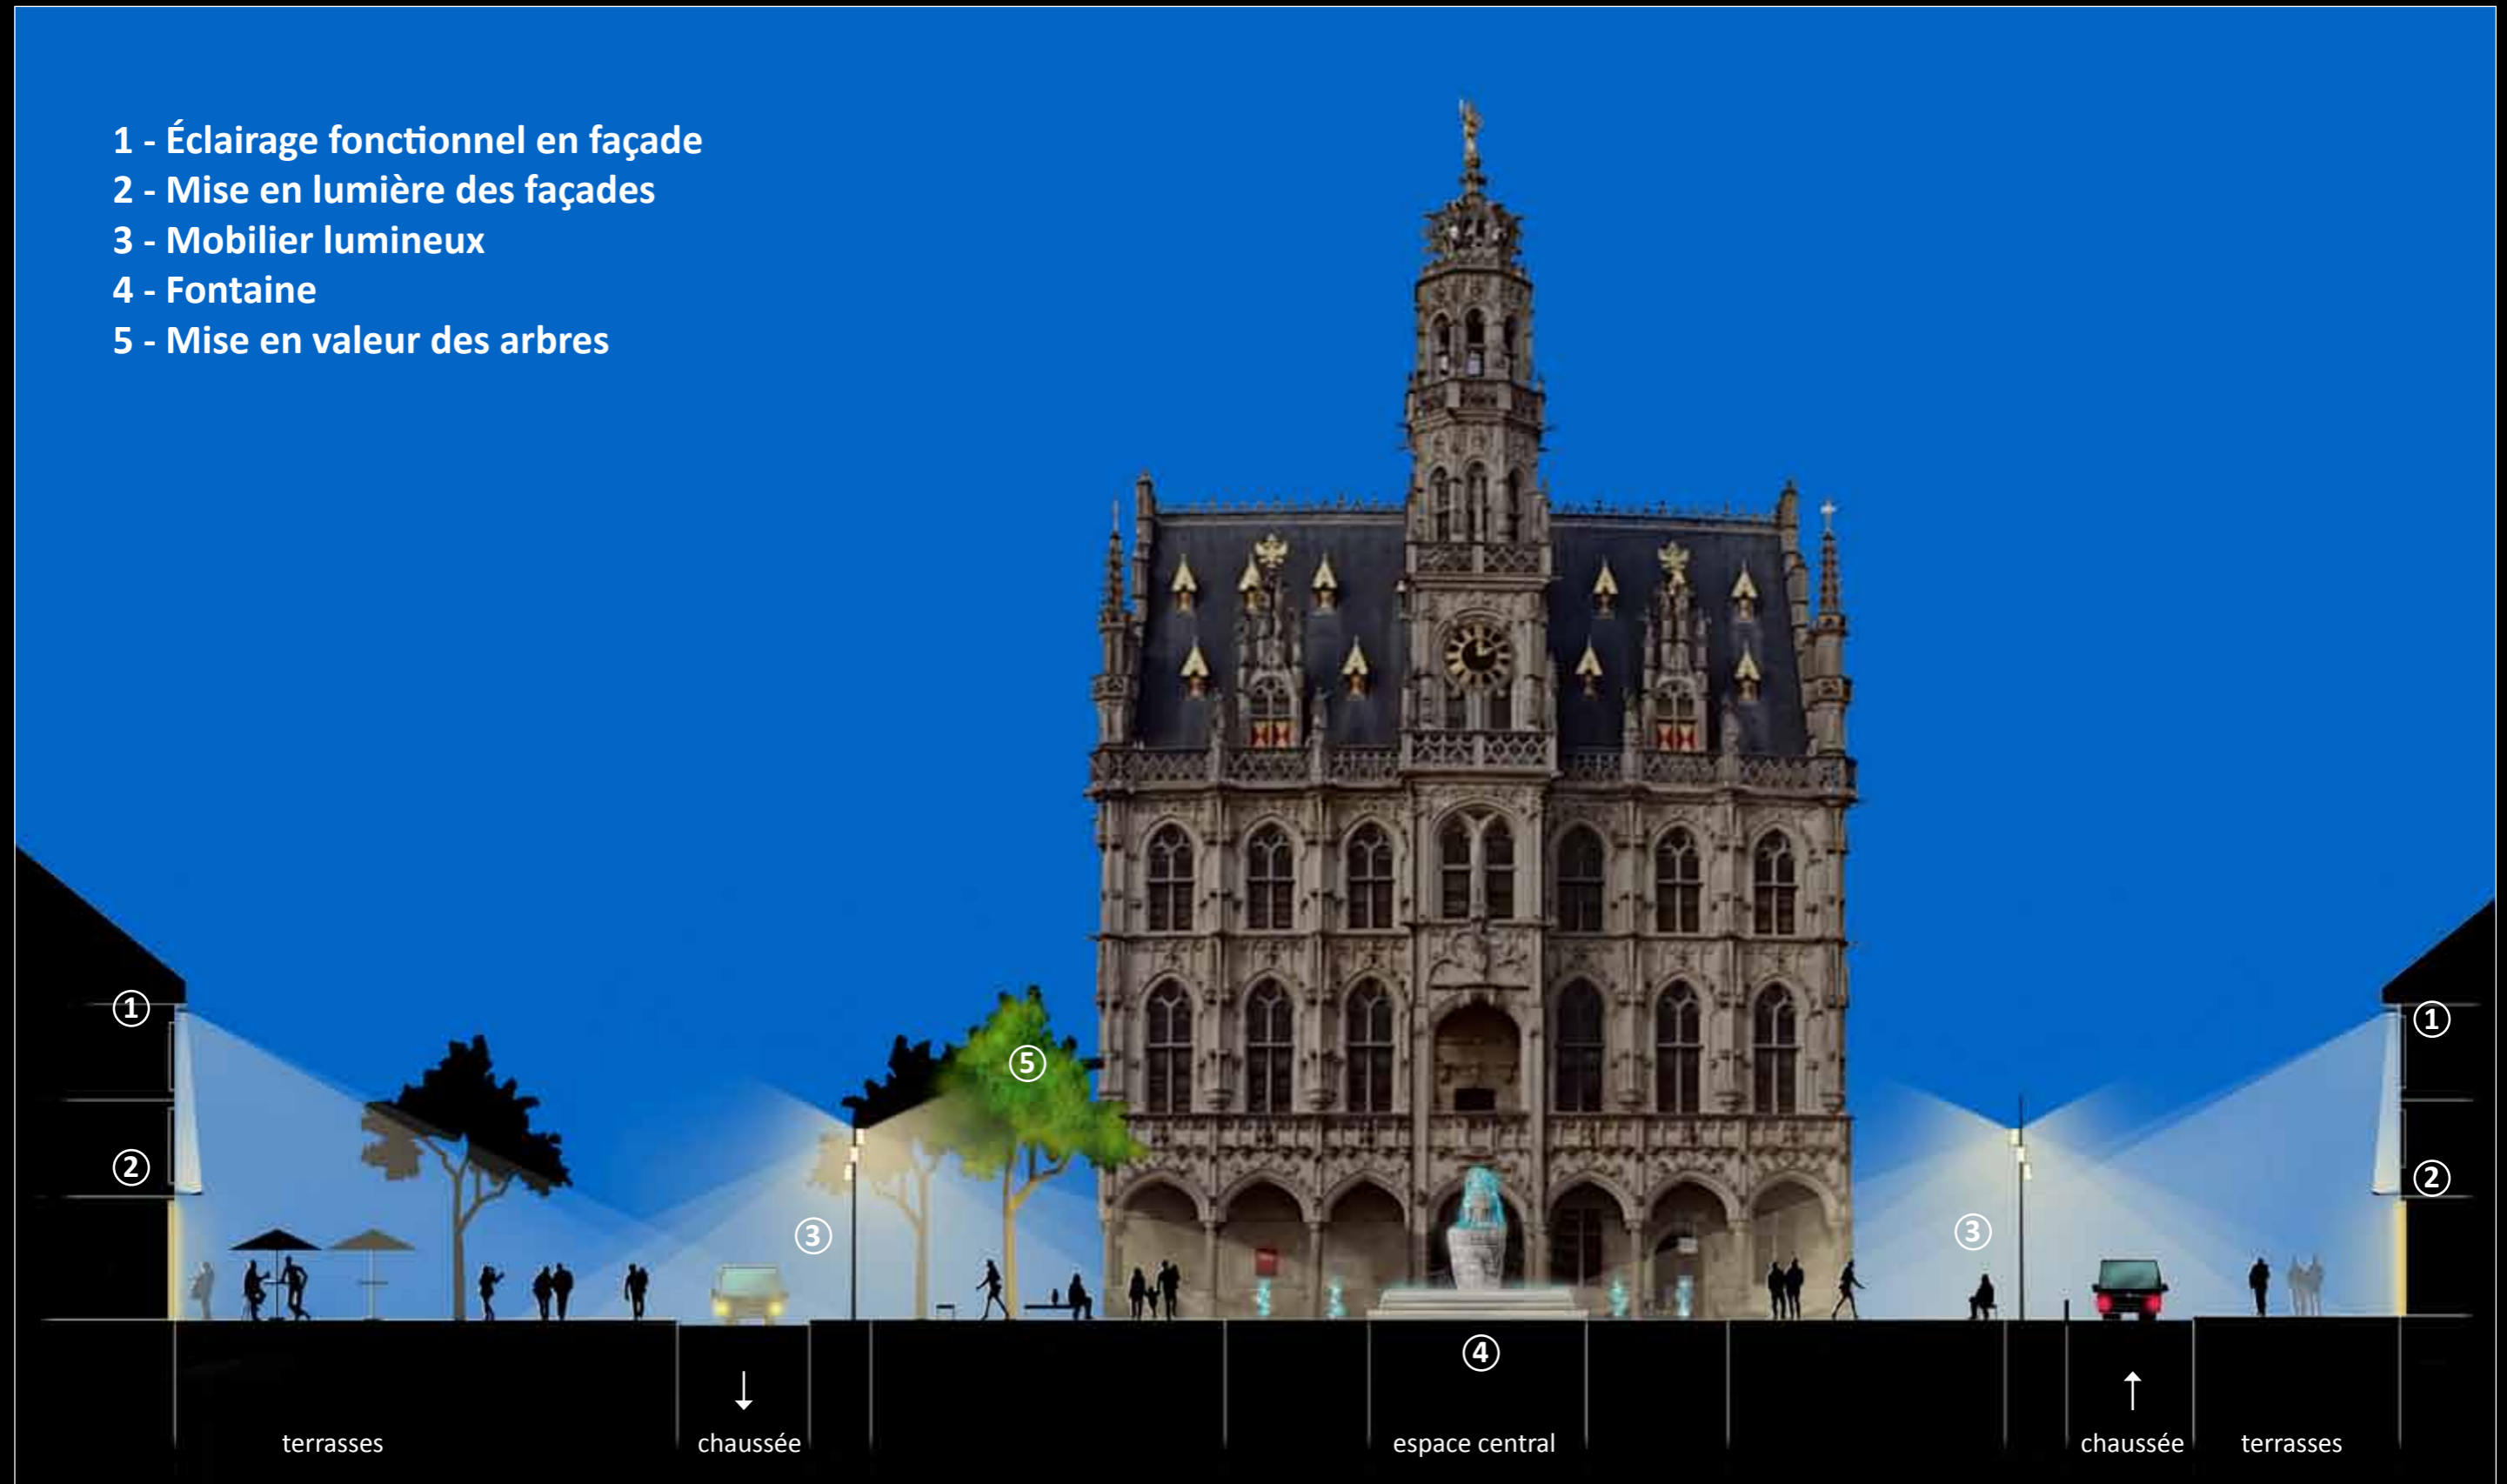 1 - Éclairage fonctionnel en façade
2 - Mise en lumière des façades
3 - Mobilier lumineux
4 - Fontaine
5 - Mise en valeur des arbres
1
1
5
2
2
3
3
4
↓
↑
terrasses
chaussée
espace central
chaussée
terrasses